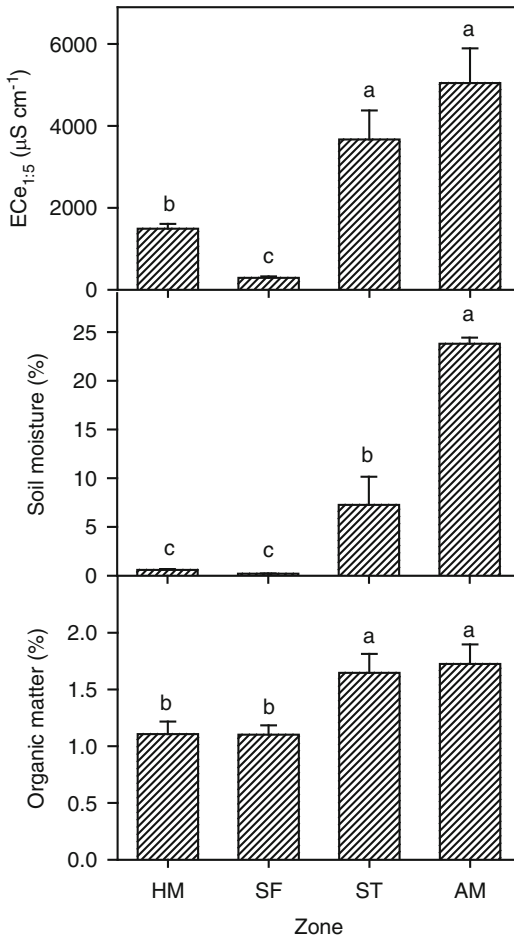 ECe1:5 (μS cm−1)
6000
4000
2000
0
b
c
a
a
Soil moisture (%)
25
20
15
10
5
0
c
c
b
a
Organic matter (%)
2.0
1.5
1.0
0.5
0.0
b
b
a
a
HM SF ST AM
Zone